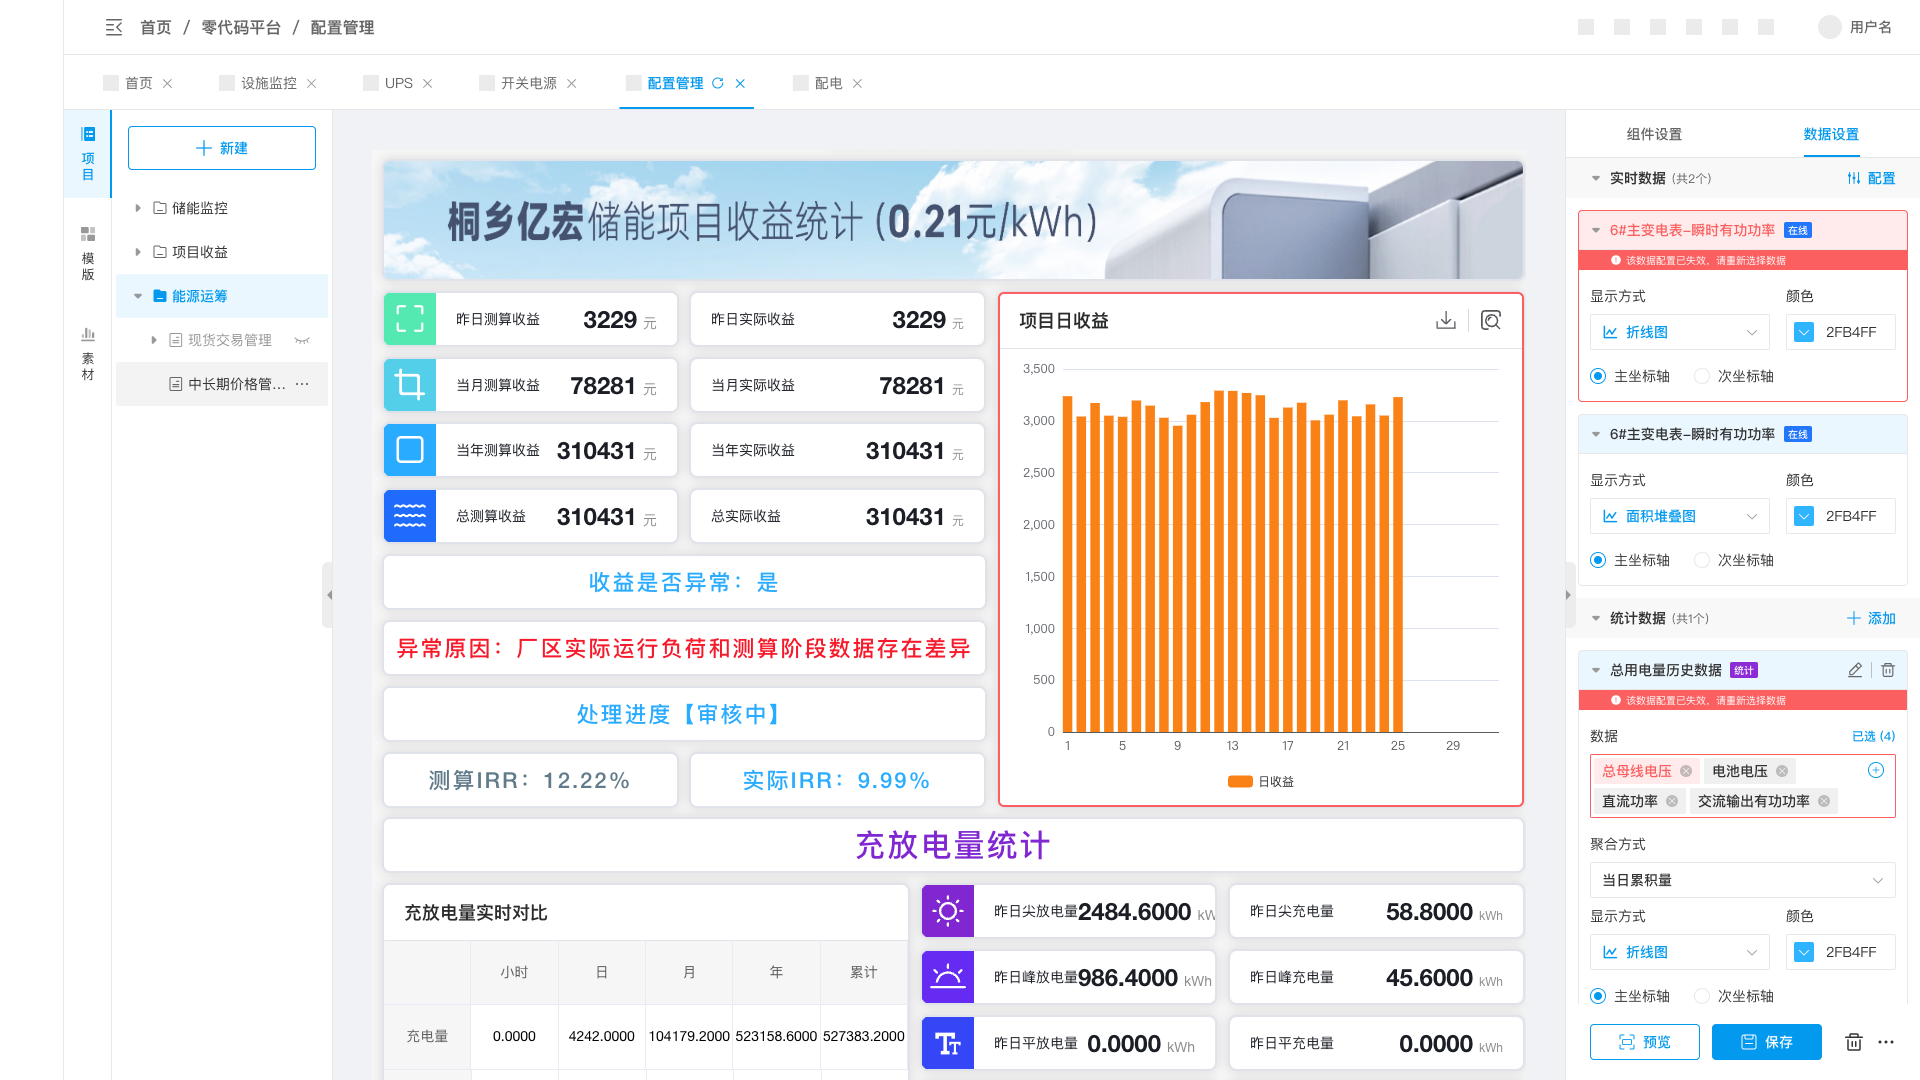 首页 / 零代码平台 / 配置管理
用户名
首页
设施监控
UPS
开关电源
配置管理
配电
项目
模版
素材
新建
储能监控
项目收益
能源运筹
现货交易管理
中长期价格管... ···
桐乡亿宏储能项目收益统计 (0.21元/kWh)
昨日测算收益 3229 元
昨日实际收益 3229 元
当月测算收益 78281 元
当月实际收益 78281 元
当年测算收益 310431 元
当年实际收益 310431 元
总测算收益 310431 元
总实际收益 310431 元
收益是否异常：是
异常原因：厂区实际运行负荷和测算阶段数据存在差异
处理进度【审核中】
测算IRR：12.22%
实际IRR：9.99%
项目日收益
3,500
3,000
2,500
2,000
1,500
1,000
500
0
1 5 9 13 17 21 25 29
日收益
充放电量统计
充放电量实时对比
小时 日 月 年 累计
充电量 0.0000 4242.0000 104179.2000 523158.6000 527383.2000
昨日尖放电量2484.6000 kW
昨日尖充电量 58.8000 kWh
昨日峰放电量986.4000 kWh
昨日峰充电量 45.6000 kWh
昨日平放电量 0.0000 kWh
昨日平充电量 0.0000 kWh
组件设置 数据设置
实时数据 (共2个) 配置
6#主变电表-瞬时有功功率 在线
该数据配置已失效，请重新选择数据
显示方式 颜色
折线图 2FB4FF
主坐标轴 次坐标轴
6#主变电表-瞬时有功功率 在线
显示方式 颜色
面积堆叠图 2FB4FF
主坐标轴 次坐标轴
统计数据 (共1个) 添加
总用电量历史数据 统计
该数据配置已失效，请重新选择数据
数据 已选 (4)
总母线电压 电池电压
直流功率 交流输出有功功率
聚合方式
当日累积量
显示方式 颜色
折线图 2FB4FF
主坐标轴 次坐标轴
预览 保存 ···